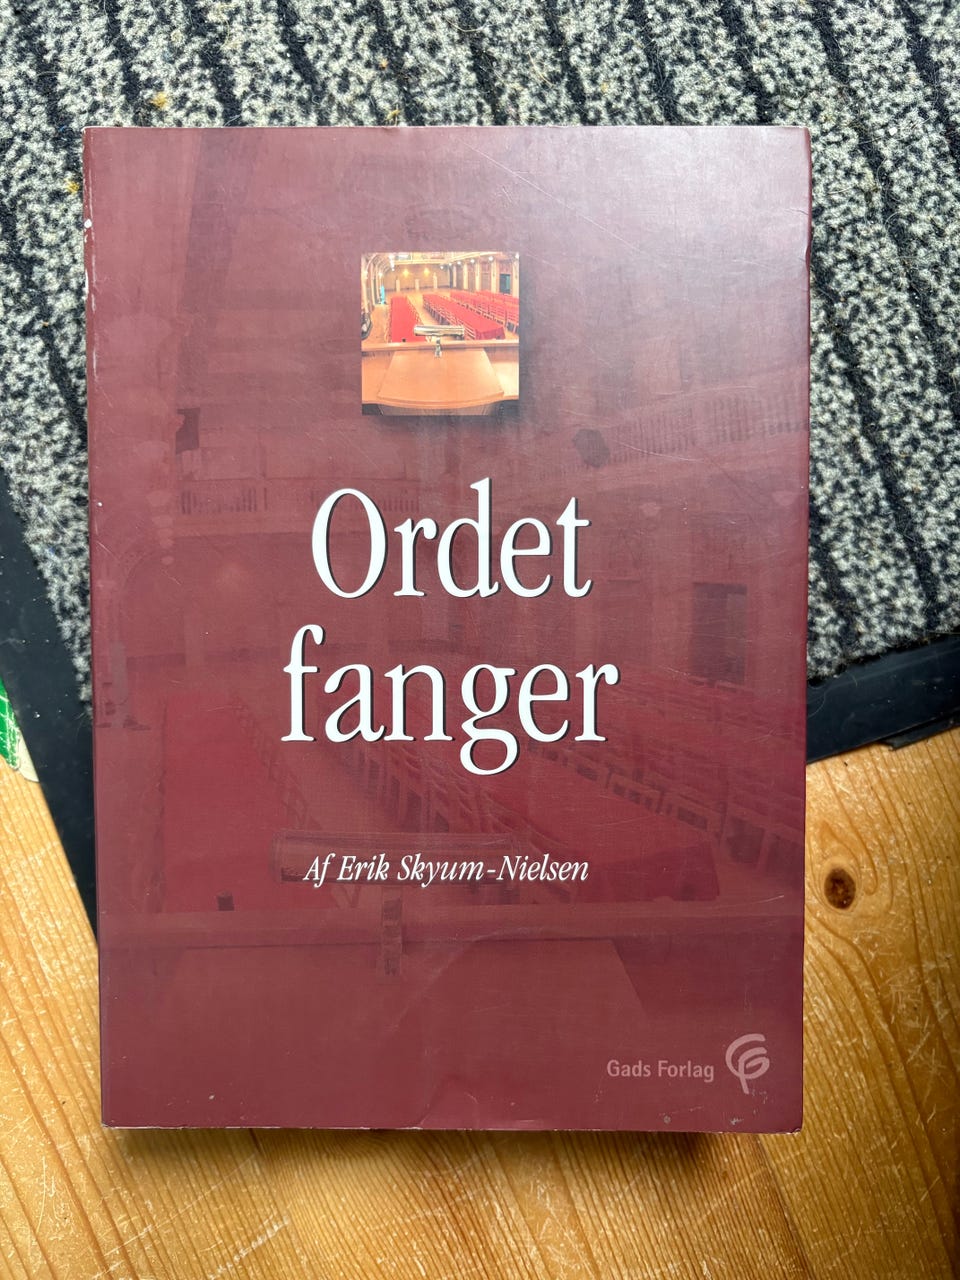 Ordet
fanger
Af Erik Skyum-Nielsen
Gads Forlag